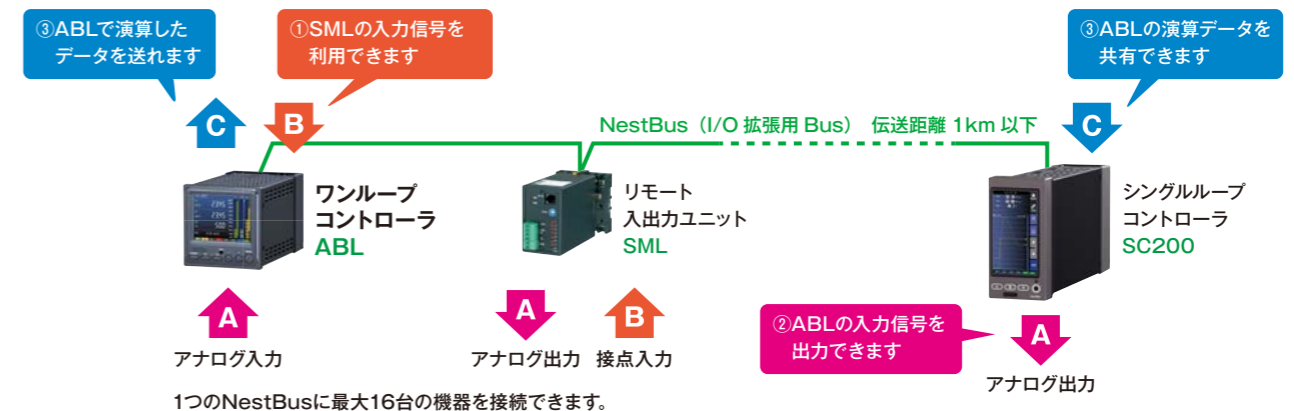 ③ABLで演算した
データを送れます
①SMLの入力信号を
利用できます
③ABLの演算データを
共有できます
C
B
C
NestBus（I/O 拡張用 Bus） 伝送距離 1km 以下
ワンループ
コントローラ
ABL
リモート
入出力ユニット
SML
シングルループ
コントローラ
SC200
A
アナログ入力
A
アナログ出力
B
接点入力
②ABLの入力信号を
出力できます
A
アナログ出力
1つのNestBusに最大16台の機器を接続できます。